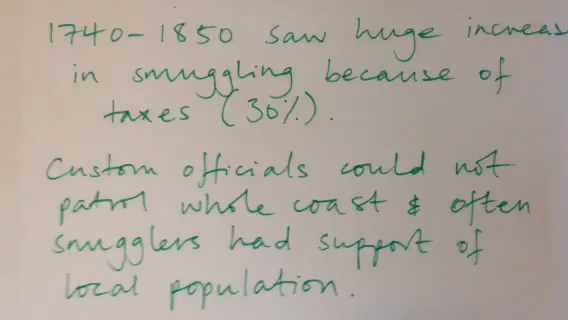 1740-1850 saw huge increas
in smuggling because of
taxes (30%).
Custom officials could not
patrol whole coast & often
smugglers had support of
local population.